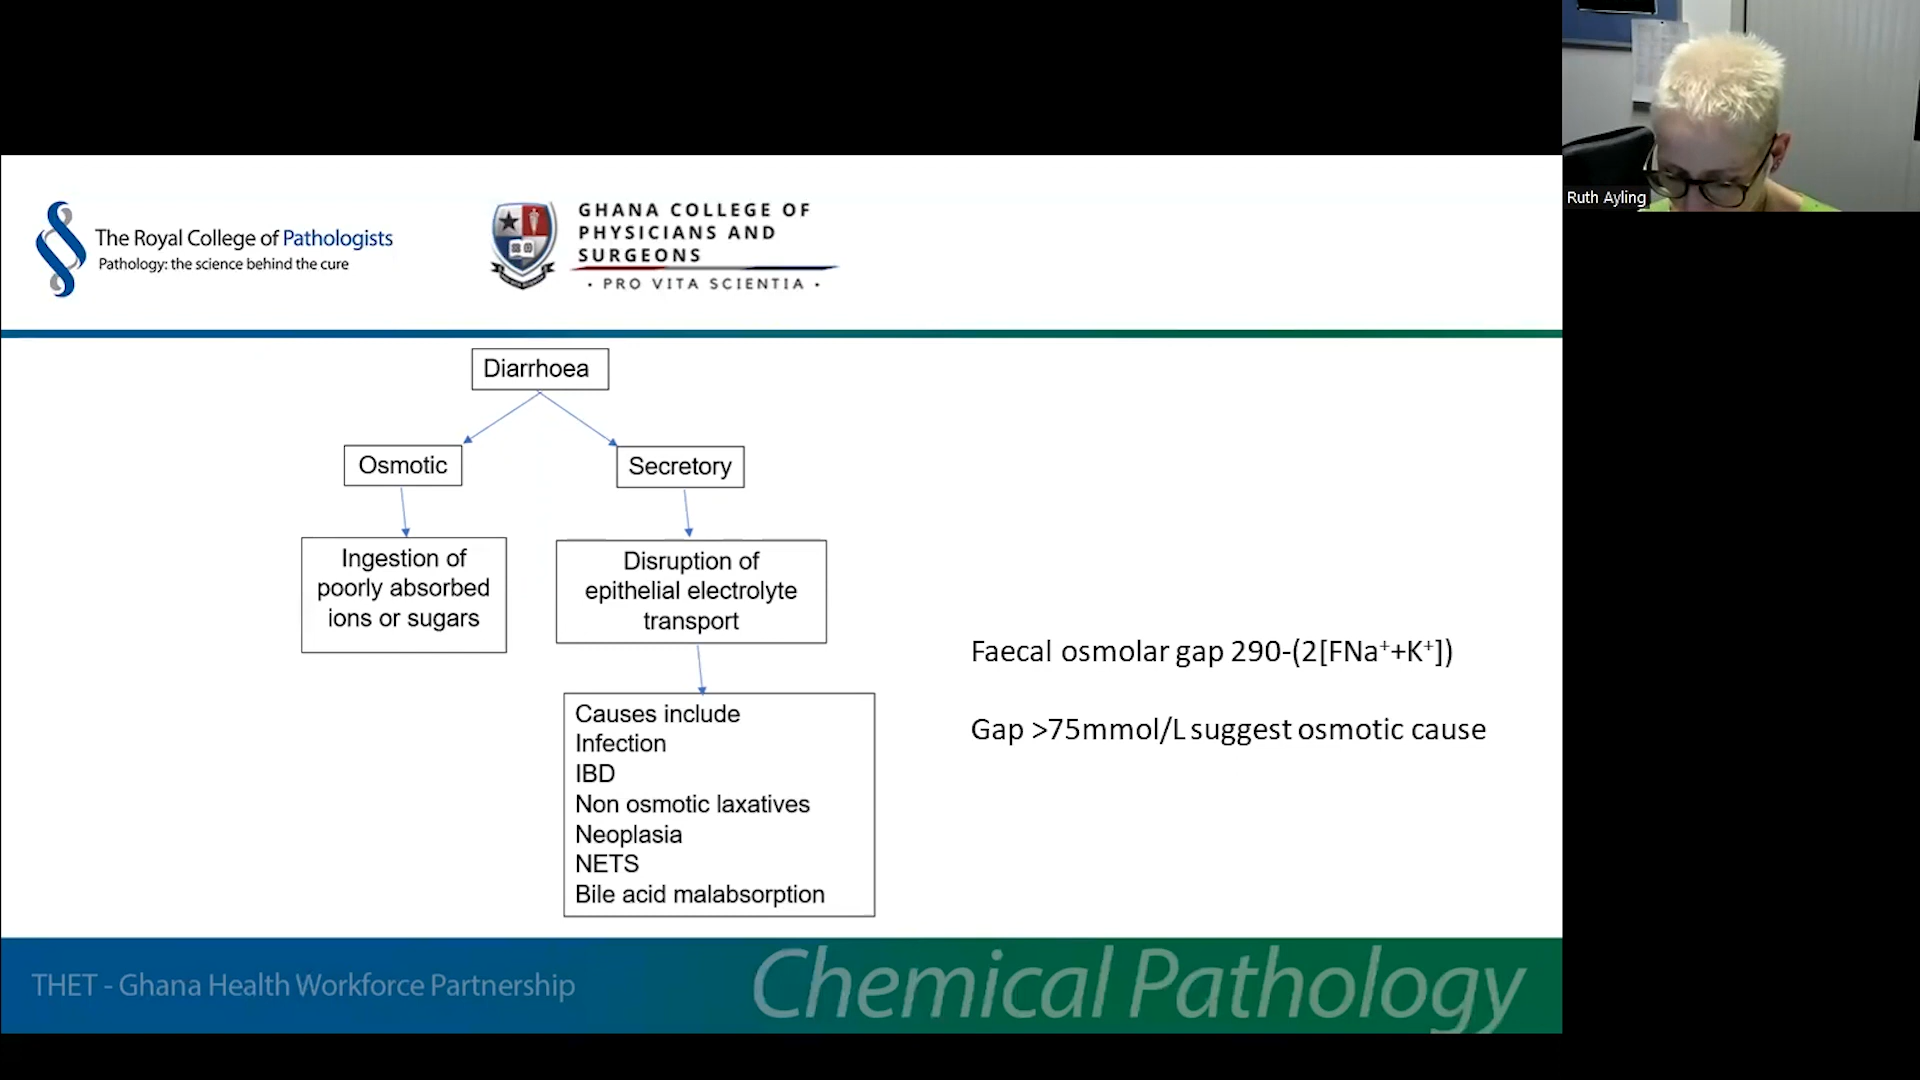 The Royal College of Pathologists
Pathology: the science behind the cure
GHANA COLLEGE OF
PHYSICIANS AND
SURGEONS
· PRO VITA SCIENTIA ·
Ruth Ayling
Diarrhoea
Osmotic
Secretory
Ingestion of
poorly absorbed
ions or sugars
Disruption of
epithelial electrolyte
transport
Causes include
Infection
IBD
Non osmotic laxatives
Neoplasia
NETS
Bile acid malabsorption
Faecal osmolar gap 290-(2[FNa⁺+K⁺])
Gap >75mmol/L suggest osmotic cause
THET - Ghana Health Workforce Partnership
Chemical Pathology